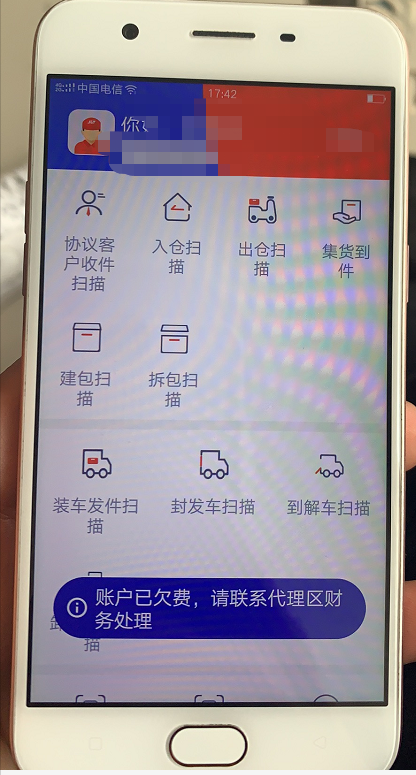 中国电信
17:42
你
协议客
户收件
扫描
入仓扫
描
出仓扫
描
集货到
件
建包扫
描
拆包扫
描
装车发件扫
描
封发车扫描
到解车扫描
账户已欠费，请联系代理区财
务处理
描